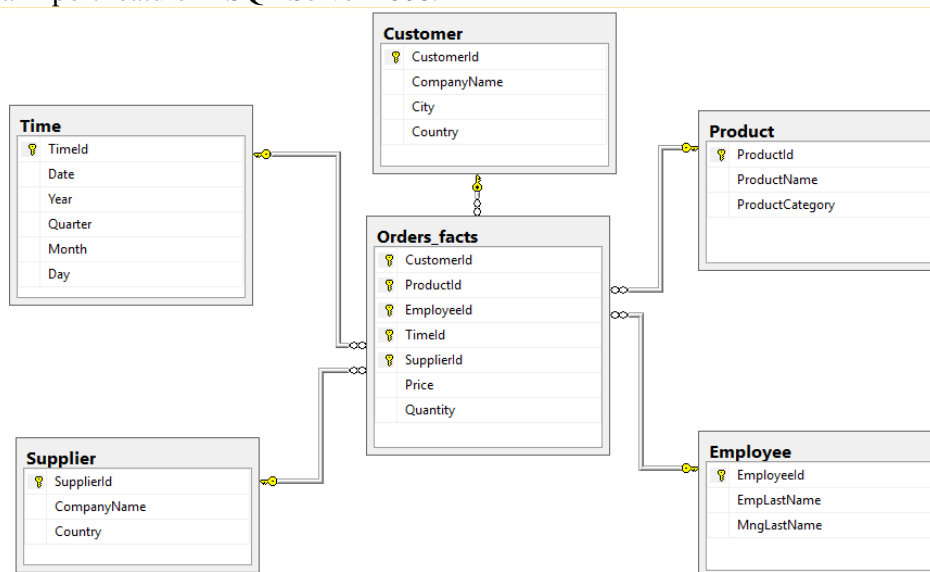 Customer
CustomerId
CompanyName
City
Country
Time
TimeId
Date
Year
Quarter
Month
Day
Product
ProductId
ProductName
ProductCategory
Orders_facts
CustomerId
ProductId
EmployeeId
TimeId
SupplierId
Price
Quantity
Supplier
SupplierId
CompanyName
Country
Employee
EmployeeId
EmpLastName
MngLastName